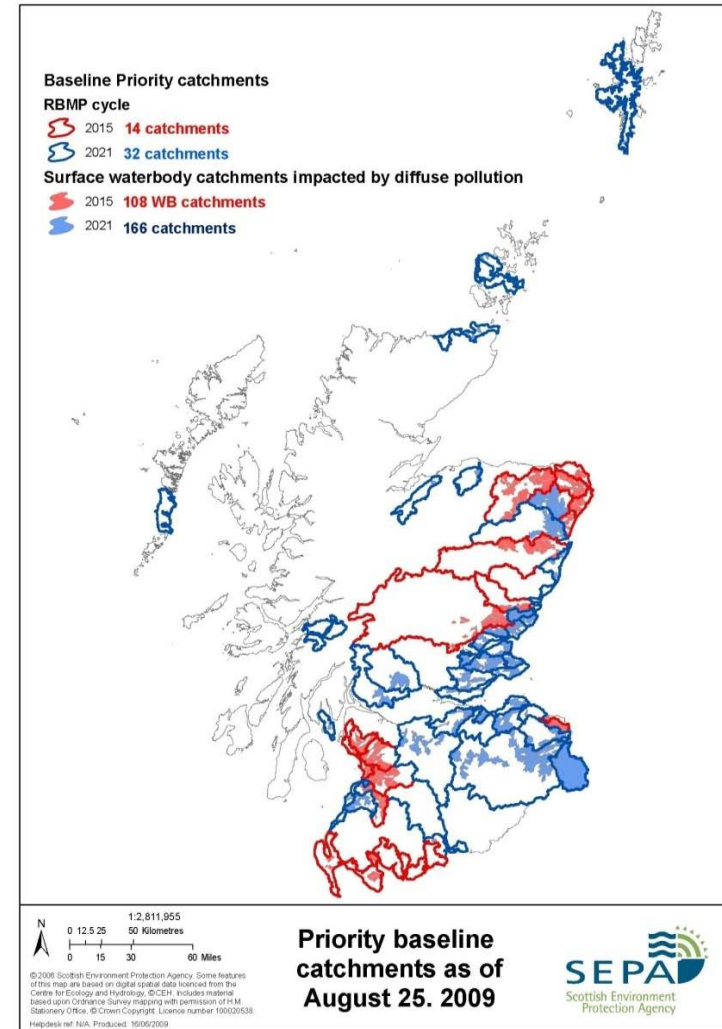 Baseline Priority catchments
RBMP cycle
2015 14 catchments
2021 32 catchments
Surface waterbody catchments impacted by diffuse pollution
2015 108 WB catchments
2021 166 catchments
N
1:2,811,955
0 12.5 25 50 Kilometres
0 15 30 60 Miles
©2006 Scottish Environment Protection Agency. Some features
of this map are based on digital spatial data licenced from the
Centre for Ecology and Hydrology, ©CEH. Includes material
based upon Ordnance Survey mapping with permission of H.M.
Stationery Office, © Crown Copyright. Licence number 100020538.
Helpdesk ref: N/A. Produced: 16/06/2009
Priority baseline
catchments as of
August 25. 2009
SEPA
Scottish Environment
Protection Agency